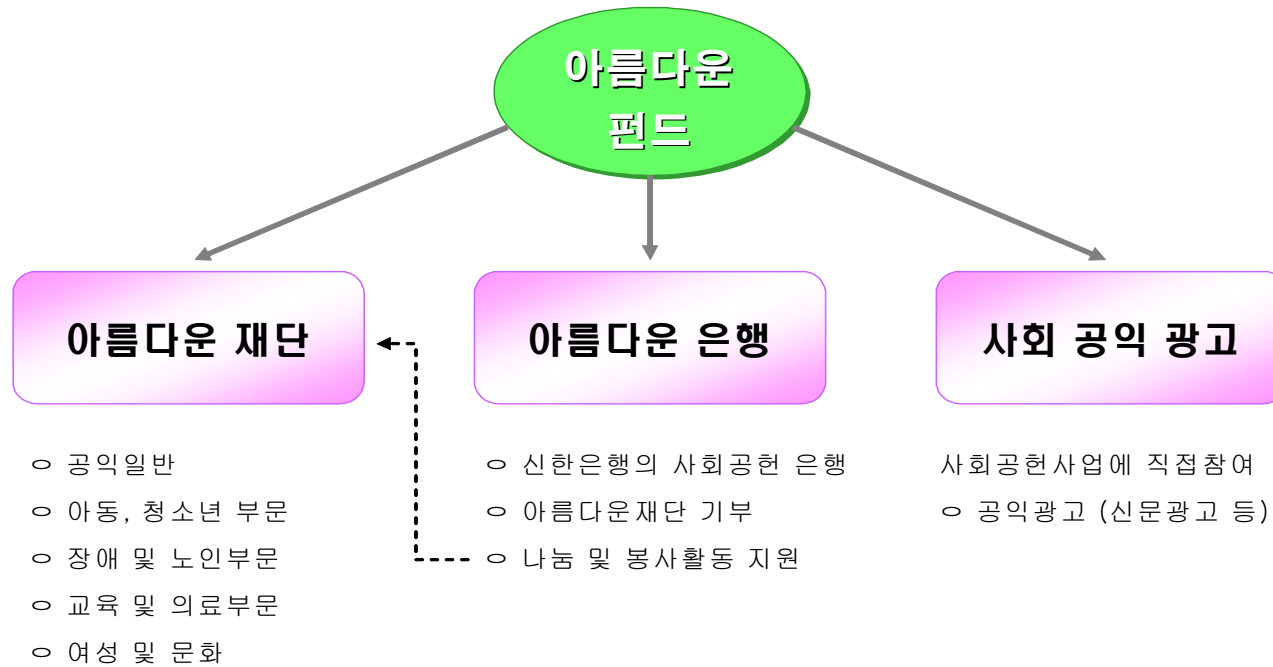 아름다운
펀드
아름다운 재단
아름다운 은행
사회 공익 광고
ㅇ 공익일반
ㅇ 아동, 청소년 부문
ㅇ 장애 및 노인부문
ㅇ 교육 및 의료부문
ㅇ 여성 및 문화
ㅇ 신한은행의 사회공헌 은행
ㅇ 아름다운재단 기부
ㅇ 나눔 및 봉사활동 지원
사회공헌사업에 직접참여
ㅇ 공익광고 (신문광고 등)